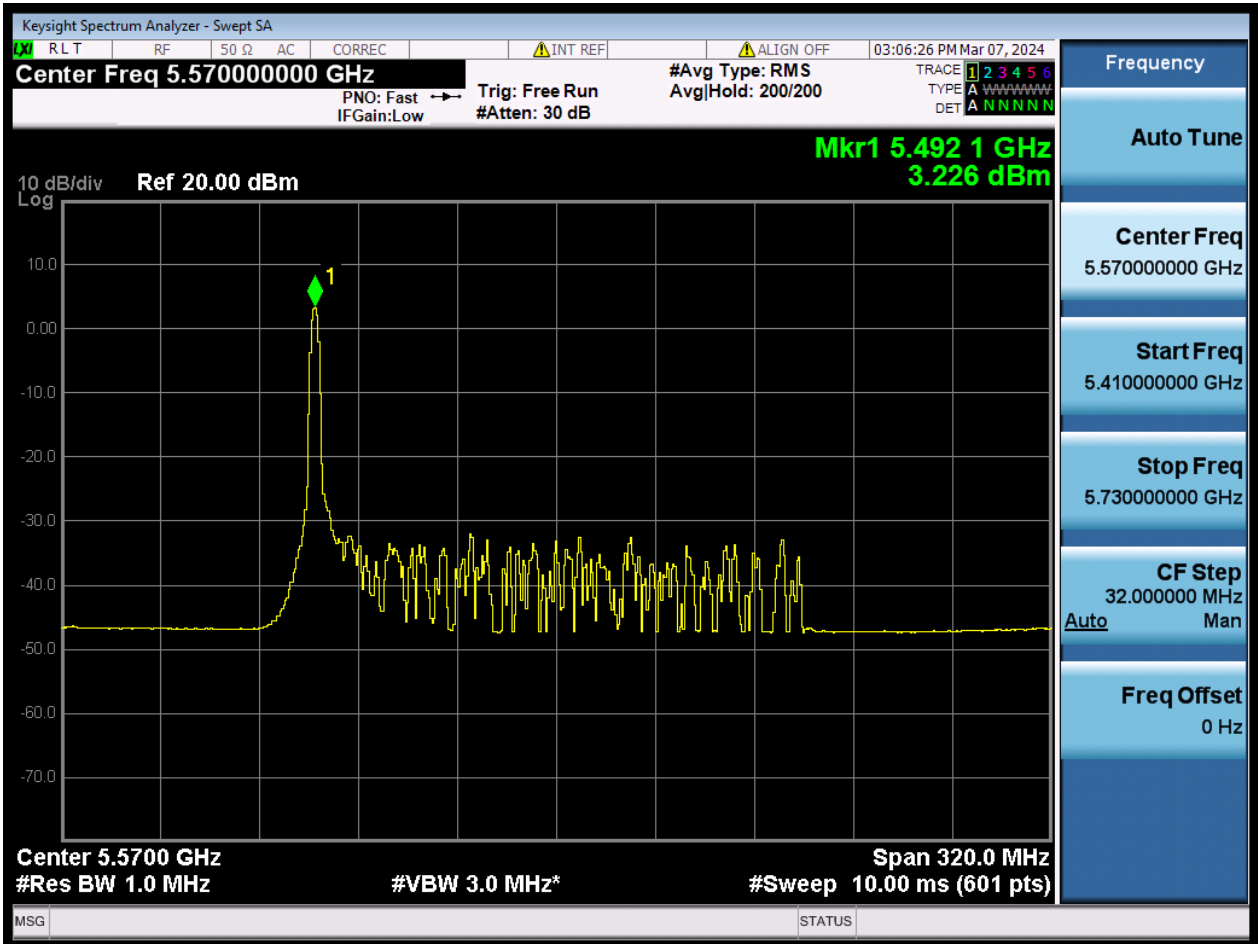 Keysight Spectrum Analyzer - Swept SA
LXI RLT RF 50 Ω AC CORREC INT REF ALIGN OFF 03:06:26 PM Mar 07, 2024
Center Freq 5.570000000 GHz
PNO: Fast
IFGain:Low
Trig: Free Run
#Atten: 30 dB
#Avg Type: RMS
Avg|Hold: 200/200
TRACE 1 2 3 4 5 6
TYPE A WWWWW
DET A N N N N N
Mkr1 5.492 1 GHz
3.226 dBm
10 dB/div Ref 20.00 dBm
Log
1
10.0
0.00
-10.0
-20.0
-30.0
-40.0
-50.0
-60.0
-70.0
Center 5.5700 GHz Span 320.0 MHz
#Res BW 1.0 MHz #VBW 3.0 MHz* #Sweep 10.00 ms (601 pts)
MSG STATUS
Frequency
Auto Tune
Center Freq
5.570000000 GHz
Start Freq
5.410000000 GHz
Stop Freq
5.730000000 GHz
CF Step
32.000000 MHz
Auto Man
Freq Offset
0 Hz